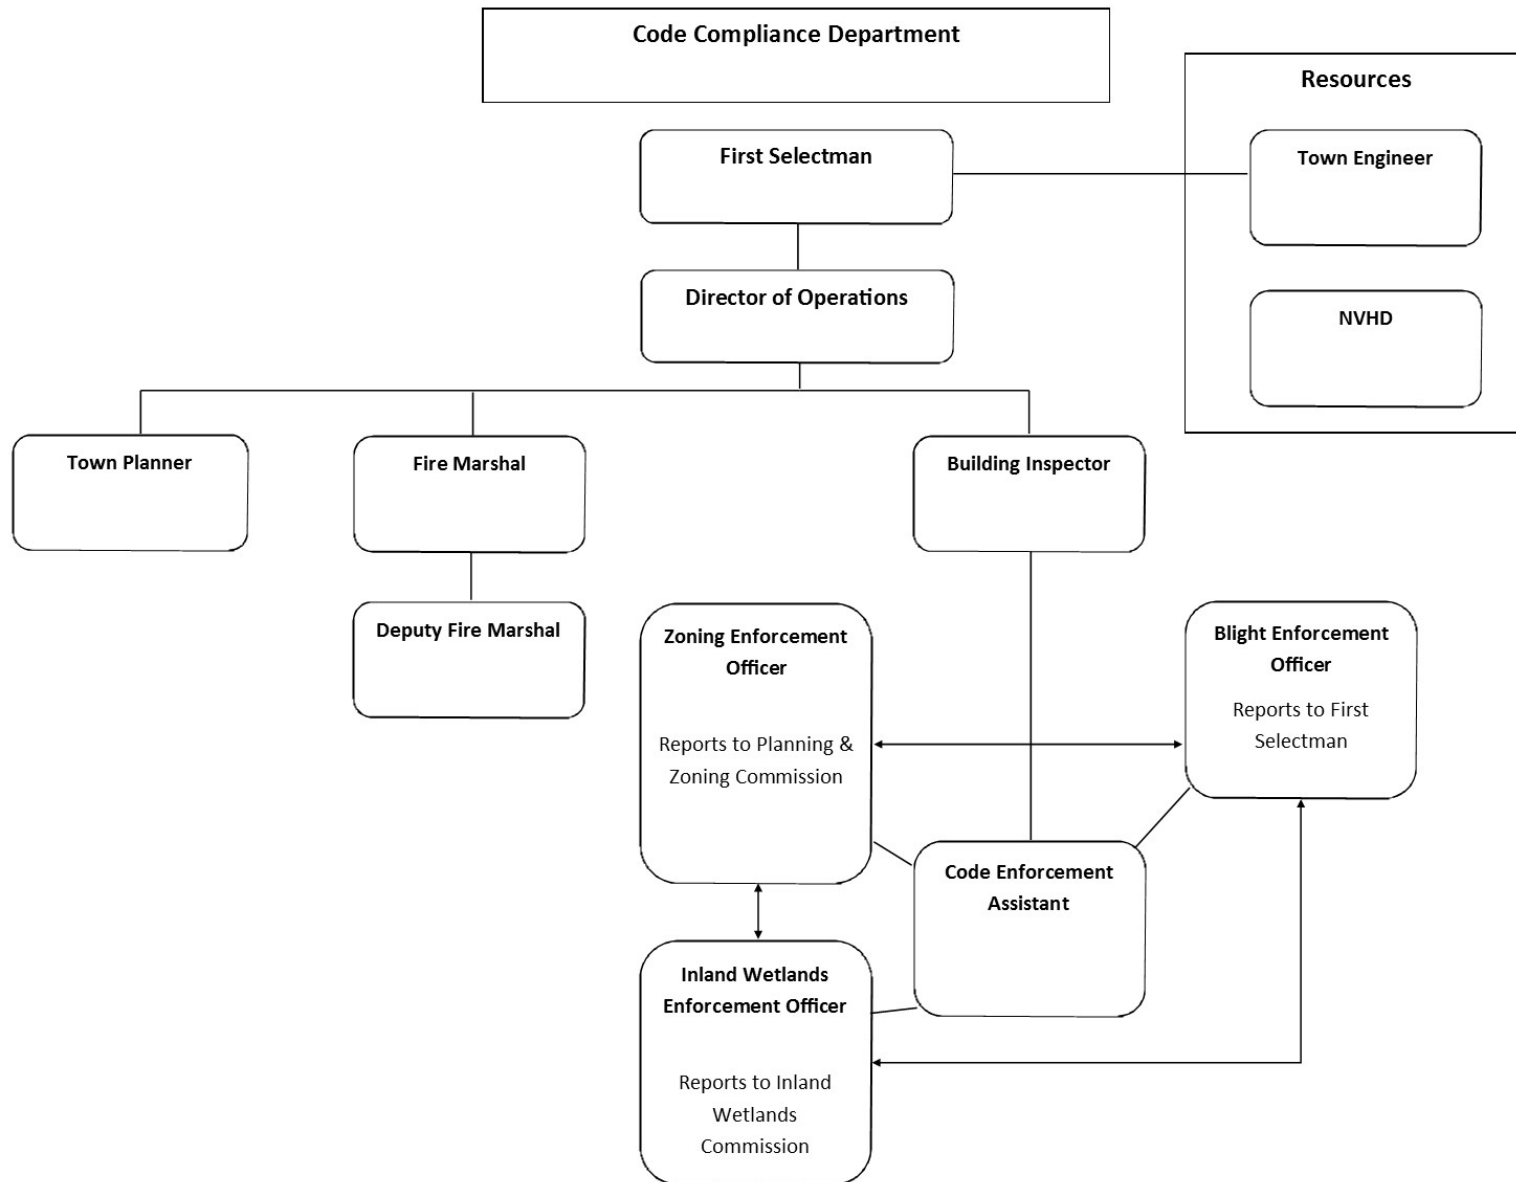 Code Compliance Department
Resources
First Selectman
Town Engineer
Director of Operations
NVHD
Town Planner
Fire Marshal
Building Inspector
Deputy Fire Marshal
Zoning Enforcement
Officer
Reports to Planning &
Zoning Commission
Blight Enforcement
Officer
Reports to First
Selectman
Code Enforcement
Assistant
Inland Wetlands
Enforcement Officer
Reports to Inland
Wetlands
Commission